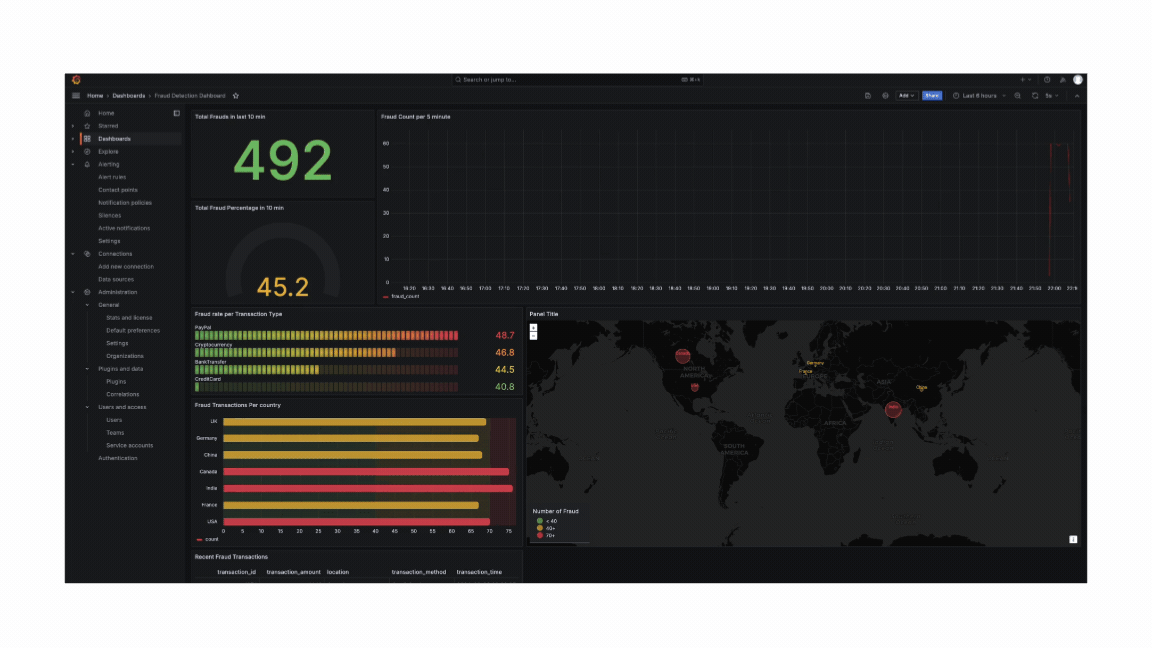 Search or jump to...
⌘+k
Home › Dashboards › Fraud Detection Dahboard
Add
Share
Last 6 hours
5s
Home
Starred
Dashboards
Explore
Alerting
Alert rules
Contact points
Notification policies
Silences
Active notifications
Settings
Connections
Add new connection
Data sources
Administration
General
Stats and license
Default preferences
Settings
Organizations
Plugins and data
Plugins
Correlations
Users and access
Users
Teams
Service accounts
Authentication
Total Frauds in last 10 min
492
Total Fraud Percentage in 10 min
45.2
Fraud Count per 5 minute
60
50
40
30
20
10
0
16:20 16:30 16:40 16:50 17:00 17:10 17:20 17:30 17:40 17:50 18:00 18:10 18:20 18:30 18:40 18:50 19:00 19:10 19:20 19:30 19:40 19:50 20:00 20:10 20:20 20:30 20:40 20:50 21:00 21:10 21:20 21:30 21:40 21:50 22:00 22:10
fraud_count
Fraud rate per Transaction Type
PayPal
48.7
Cryptocurrency
46.8
BankTransfer
44.5
CreditCard
40.8
Fraud Transactions Per country
UK
Germany
China
Canada
India
France
USA
0 5 10 15 20 25 30 35 40 45 50 55 60 65 70 75
count
Panel Title
+
-
NORTH
AMERICA
Germany
France
ASIA
China
AFRICA
SOUTH
AMERICA
Number of Fraud
< 40
40+
70+
i
Recent Fraud Transactions
transaction_id transaction_amount location transaction_method transaction_time